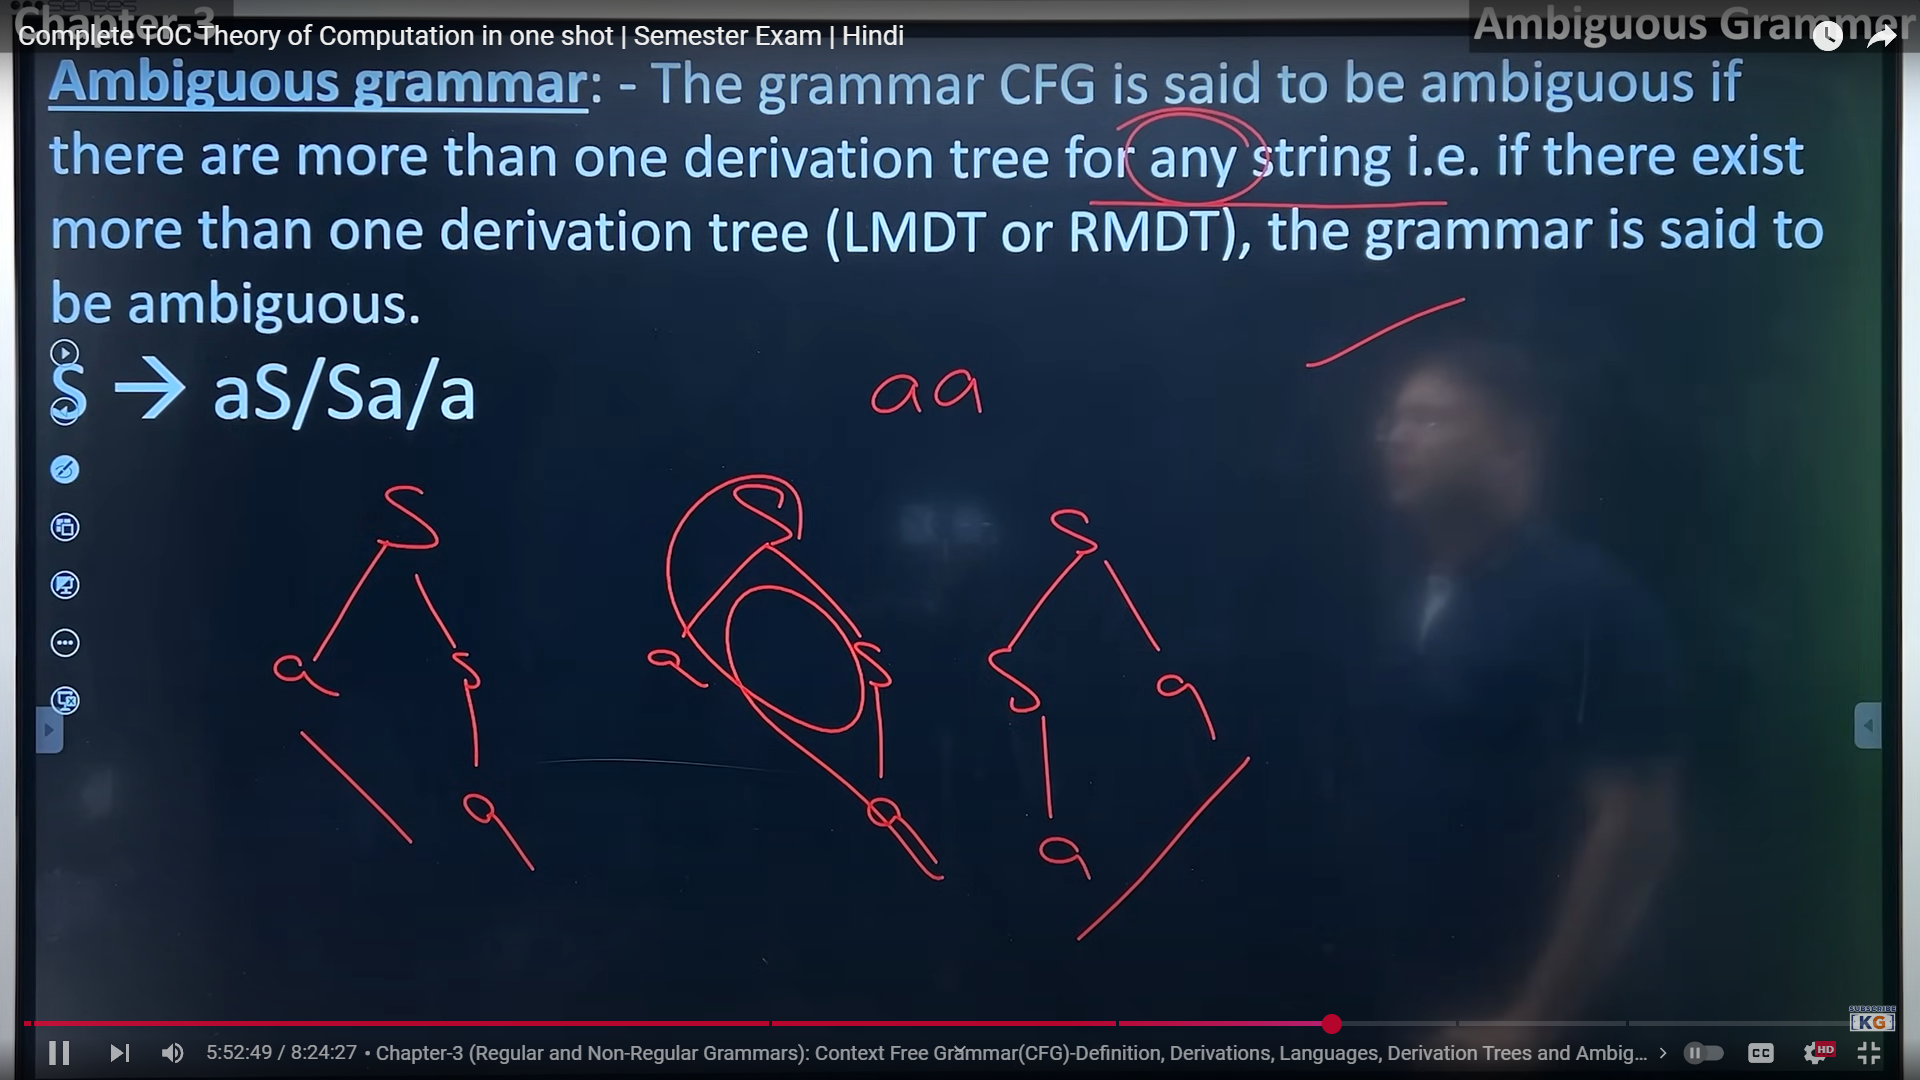 Chapter-3
Complete TOC Theory of Computation in one shot | Semester Exam | Hindi
Ambiguous Grammer
Ambiguous grammar: - The grammar CFG is said to be ambiguous if
there are more than one derivation tree for any string i.e. if there exist
more than one derivation tree (LMDT or RMDT), the grammar is said to
be ambiguous.
S → aS/Sa/a
aa
S S S
a S a S S a
a a a
SUBSCRIBE
KG
5:52:49 / 8:24:27 • Chapter-3 (Regular and Non-Regular Grammars): Context Free Grammar(CFG)-Definition, Derivations, Languages, Derivation Trees and Ambig...
CC
HD